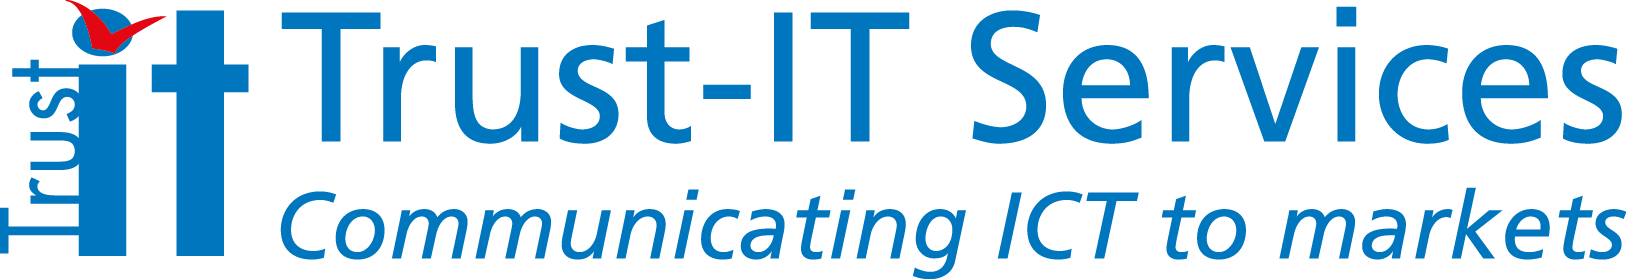 Trust
it
Trust-IT Services
Communicating ICT to markets